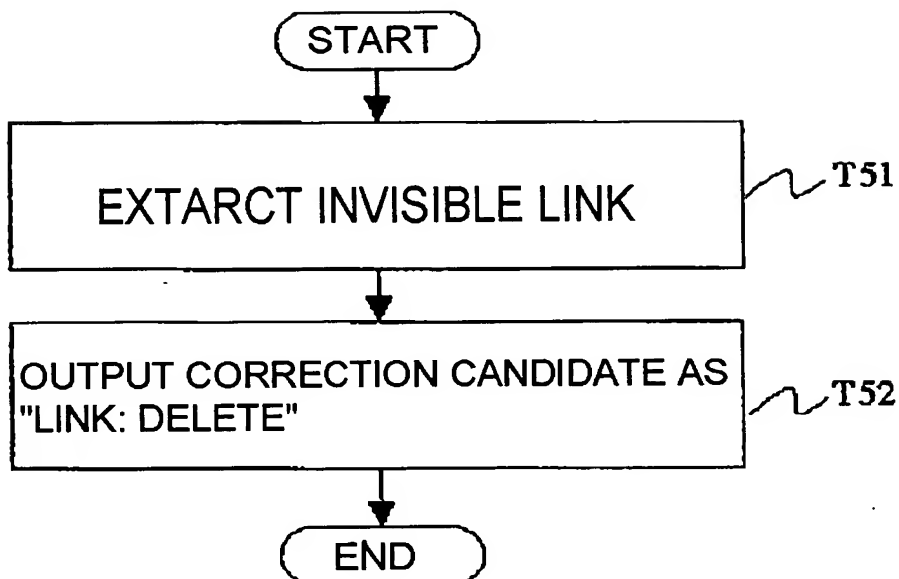 START
EXTARCT INVISIBLE LINK
T51
OUTPUT CORRECTION CANDIDATE AS
"LINK: DELETE"
T52
END